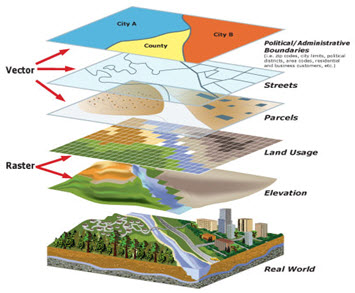 City A
City B
County
Political/Administrative
Boundaries
(i.e. zip codes, city limits, political
districts, area codes, residential
and business customers, etc.)
Vector
Streets
Parcels
Raster
Land Usage
Elevation
Real World